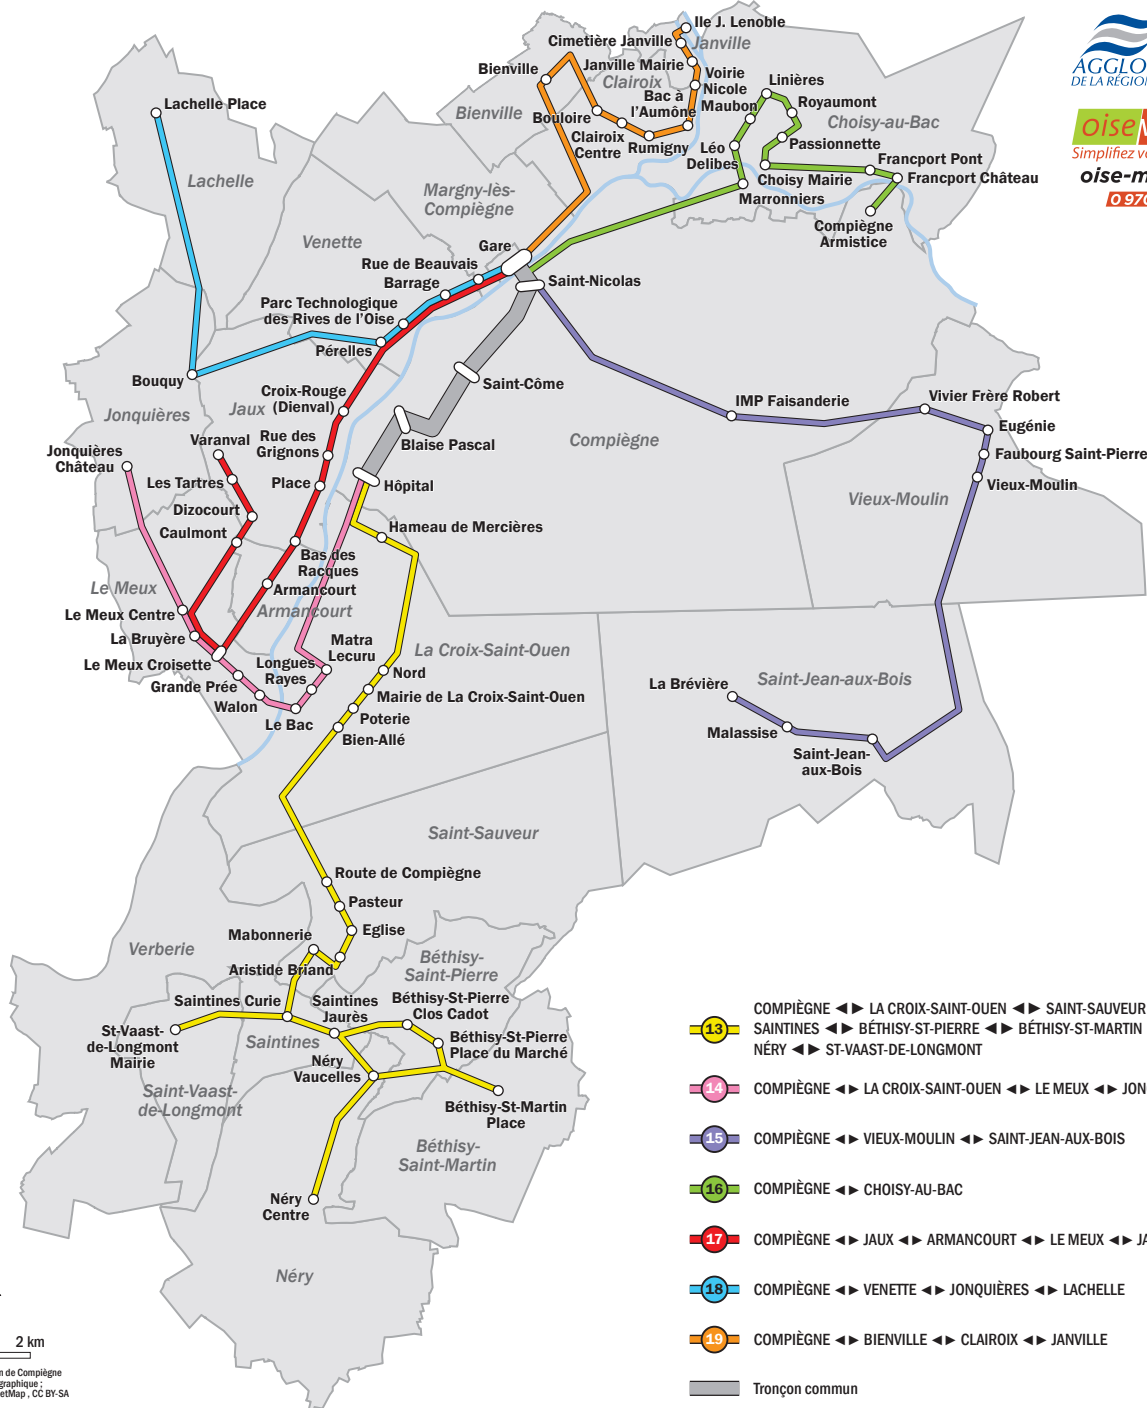 Ile J. Lenoble
Cimetière Janville
Janville
AGGLO
DE LA RÉGION
Bienville
Janville Mairie
Clairoix
Voirie
Nicole
Linières
Lachelle Place
Bac à
l'Aumône
Maubon
Royaumont
Bienville
Bouloire
Choisy-au-Bac
oise
Clairoix
Centre
Rumigny
Léo
Delibes
Passionnette
Simplifiez
Francport Pont
oise-m
Lachelle
Choisy Mairie
Francport Château
Margny-lès-
Compiègne
Marronniers
0 970
Compiègne
Armistice
Venette
Gare
Rue de Beauvais
Barrage
Saint-Nicolas
Parc Technologique
des Rives de l'Oise
Pérelles
Bouquy
Saint-Côme
Croix-Rouge
(Dienval)
IMP Faisanderie
Vivier Frère Robert
Jonquières
Jaux
Eugénie
Varanval
Rue des
Grignons
Blaise Pascal
Compiègne
Faubourg Saint-Pierre
Jonquières
Château
Les Tartres
Place
Hôpital
Vieux-Moulin
Vieux-Moulin
Dizocourt
Hameau de Mercières
Caulmont
Bas des
Racques
Le Meux
Armancourt
Armancourt
Le Meux Centre
La Bruyère
Matra
Lecuru
La Croix-Saint-Ouen
Le Meux Croisette
Longues
Rayes
Nord
Saint-Jean-aux-Bois
Grande Prée
Mairie de La Croix-Saint-Ouen
La Brévière
Walon
Poterie
Le Bac
Bien-Allé
Malassise
Saint-Jean-
aux-Bois
Saint-Sauveur
Route de Compiègne
Pasteur
Eglise
Mabonnerie
Verberie
Aristide Briand
Béthisy-
Saint-Pierre
Saintines Curie
Saintines
Jaurès
Béthisy-St-Pierre
Clos Cadot
St-Vaast-
de-Longmont
Mairie
Saintines
Béthisy-St-Pierre
Place du Marché
Néry
Vaucelles
Saint-Vaast-
de-Longmont
Béthisy-St-Martin
Place
Béthisy-
Saint-Martin
Néry
Centre
Néry
COMPIÈGNE ◄► LA CROIX-SAINT-OUEN ◄► SAINT-SAUVEUR
13 SAINTINES ◄► BÉTHISY-ST-PIERRE ◄► BÉTHISY-ST-MARTIN
NÉRY ◄► ST-VAAST-DE-LONGMONT
14 COMPIÈGNE ◄► LA CROIX-SAINT-OUEN ◄► LE MEUX ◄► JON
15 COMPIÈGNE ◄► VIEUX-MOULIN ◄► SAINT-JEAN-AUX-BOIS
16 COMPIÈGNE ◄► CHOISY-AU-BAC
17 COMPIÈGNE ◄► JAUX ◄► ARMANCOURT ◄► LE MEUX ◄► JA
18 COMPIÈGNE ◄► VENETTE ◄► JONQUIÈRES ◄► LACHELLE
19 COMPIÈGNE ◄► BIENVILLE ◄► CLAIROIX ◄► JANVILLE
Tronçon commun
2 km
n de Compiègne
graphique ;
etMap , CC BY-SA